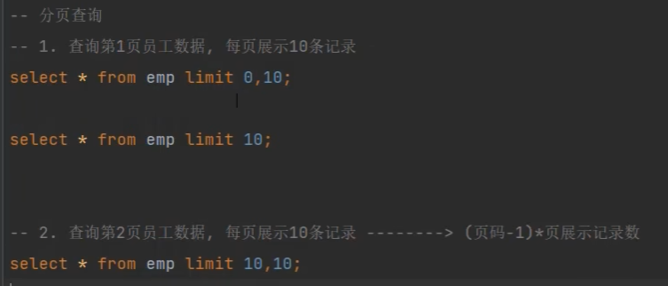 -- 分页查询
-- 1. 查询第1页员工数据, 每页展示10条记录
select * from emp limit 0,10;
select * from emp limit 10;
-- 2. 查询第2页员工数据, 每页展示10条记录 --------> (页码-1)*页展示记录数
select * from emp limit 10,10;